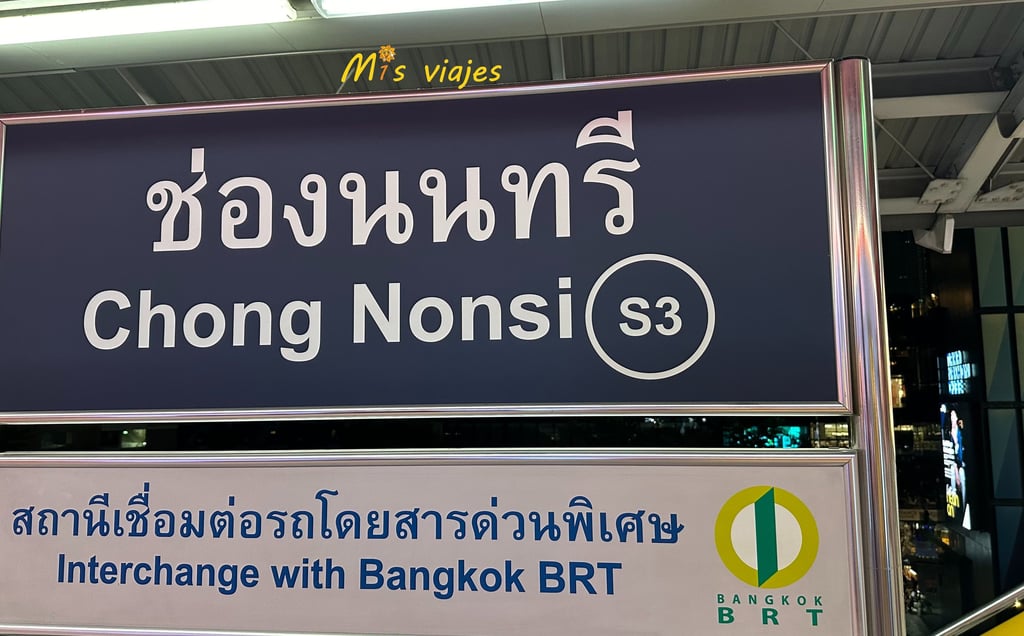 Mis viajes
ช่องนนทรี
Chong Nonsi S3
สถานีเชื่อมต่อรถโดยสารด่วนพิเศษ
Interchange with Bangkok BRT
BANGKOK
BRT